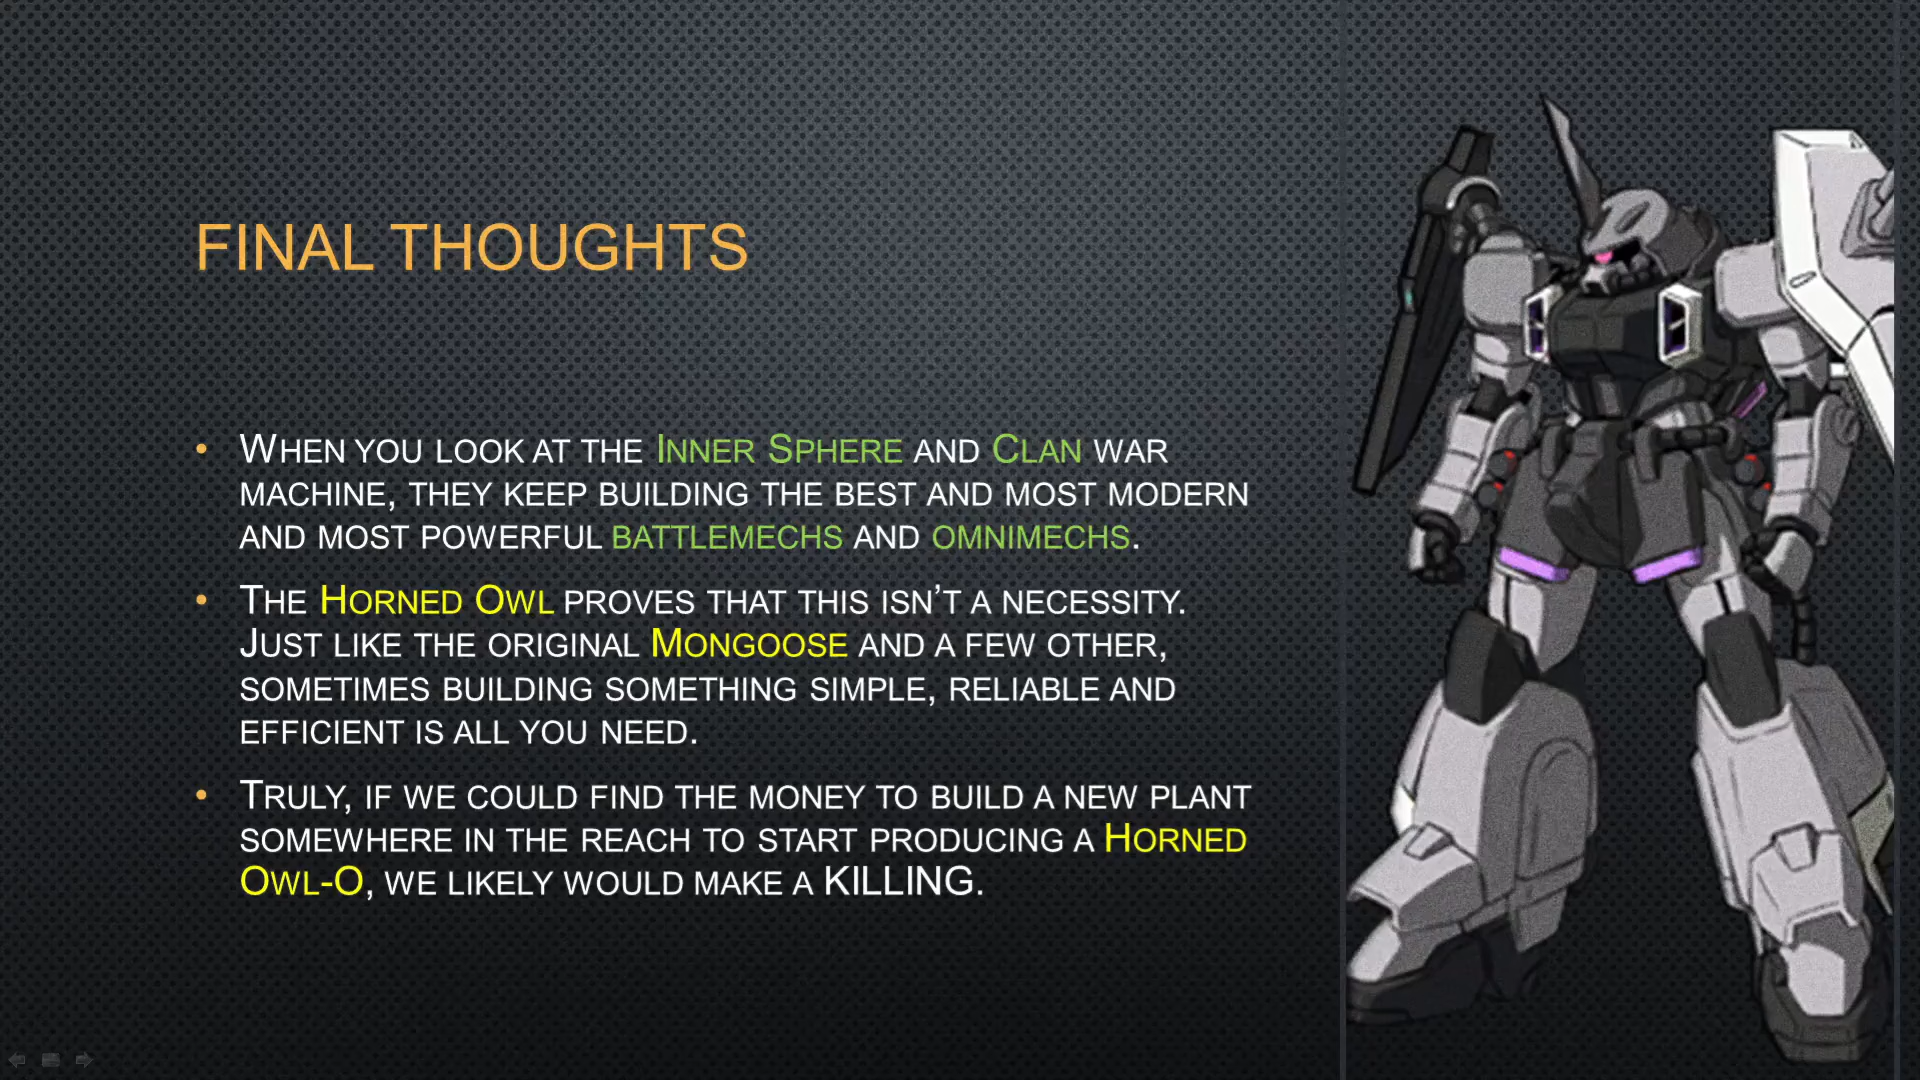 FINAL THOUGHTS
• WHEN YOU LOOK AT THE INNER SPHERE AND CLAN WAR
MACHINE, THEY KEEP BUILDING THE BEST AND MOST MODERN
AND MOST POWERFUL BATTLEMECHS AND OMNIMECHS.
• THE HORNED OWL PROVES THAT THIS ISN’T A NECESSITY.
JUST LIKE THE ORIGINAL MONGOOSE AND A FEW OTHER,
SOMETIMES BUILDING SOMETHING SIMPLE, RELIABLE AND
EFFICIENT IS ALL YOU NEED.
• TRULY, IF WE COULD FIND THE MONEY TO BUILD A NEW PLANT
SOMEWHERE IN THE REACH TO START PRODUCING A HORNED
OWL-O, WE LIKELY WOULD MAKE A KILLING.